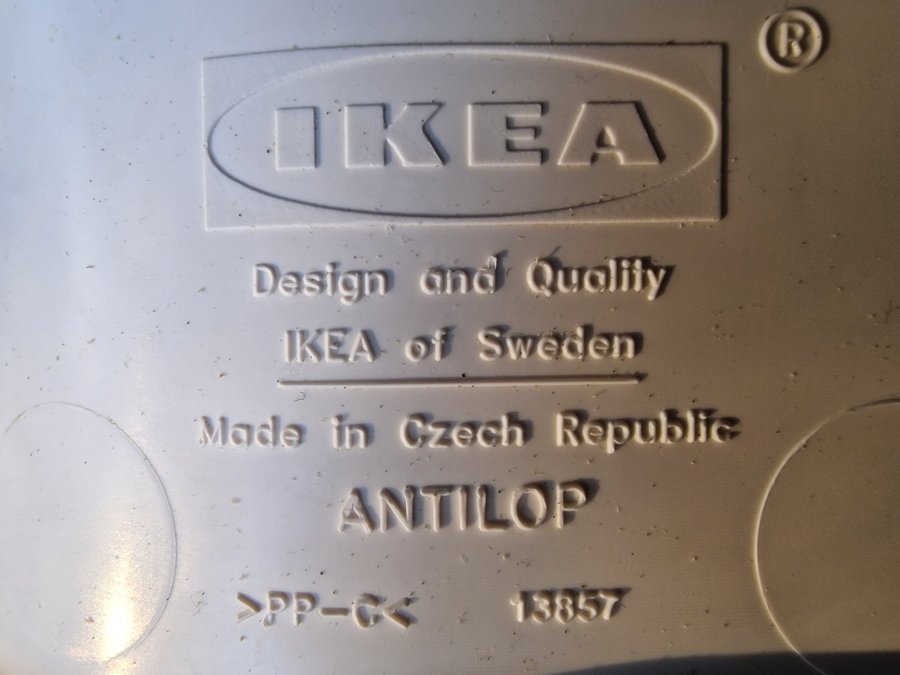 IKEA ®
Design and Quality
IKEA of Sweden
Made in Czech Republic
ANTILOP
>PP-C< 13857